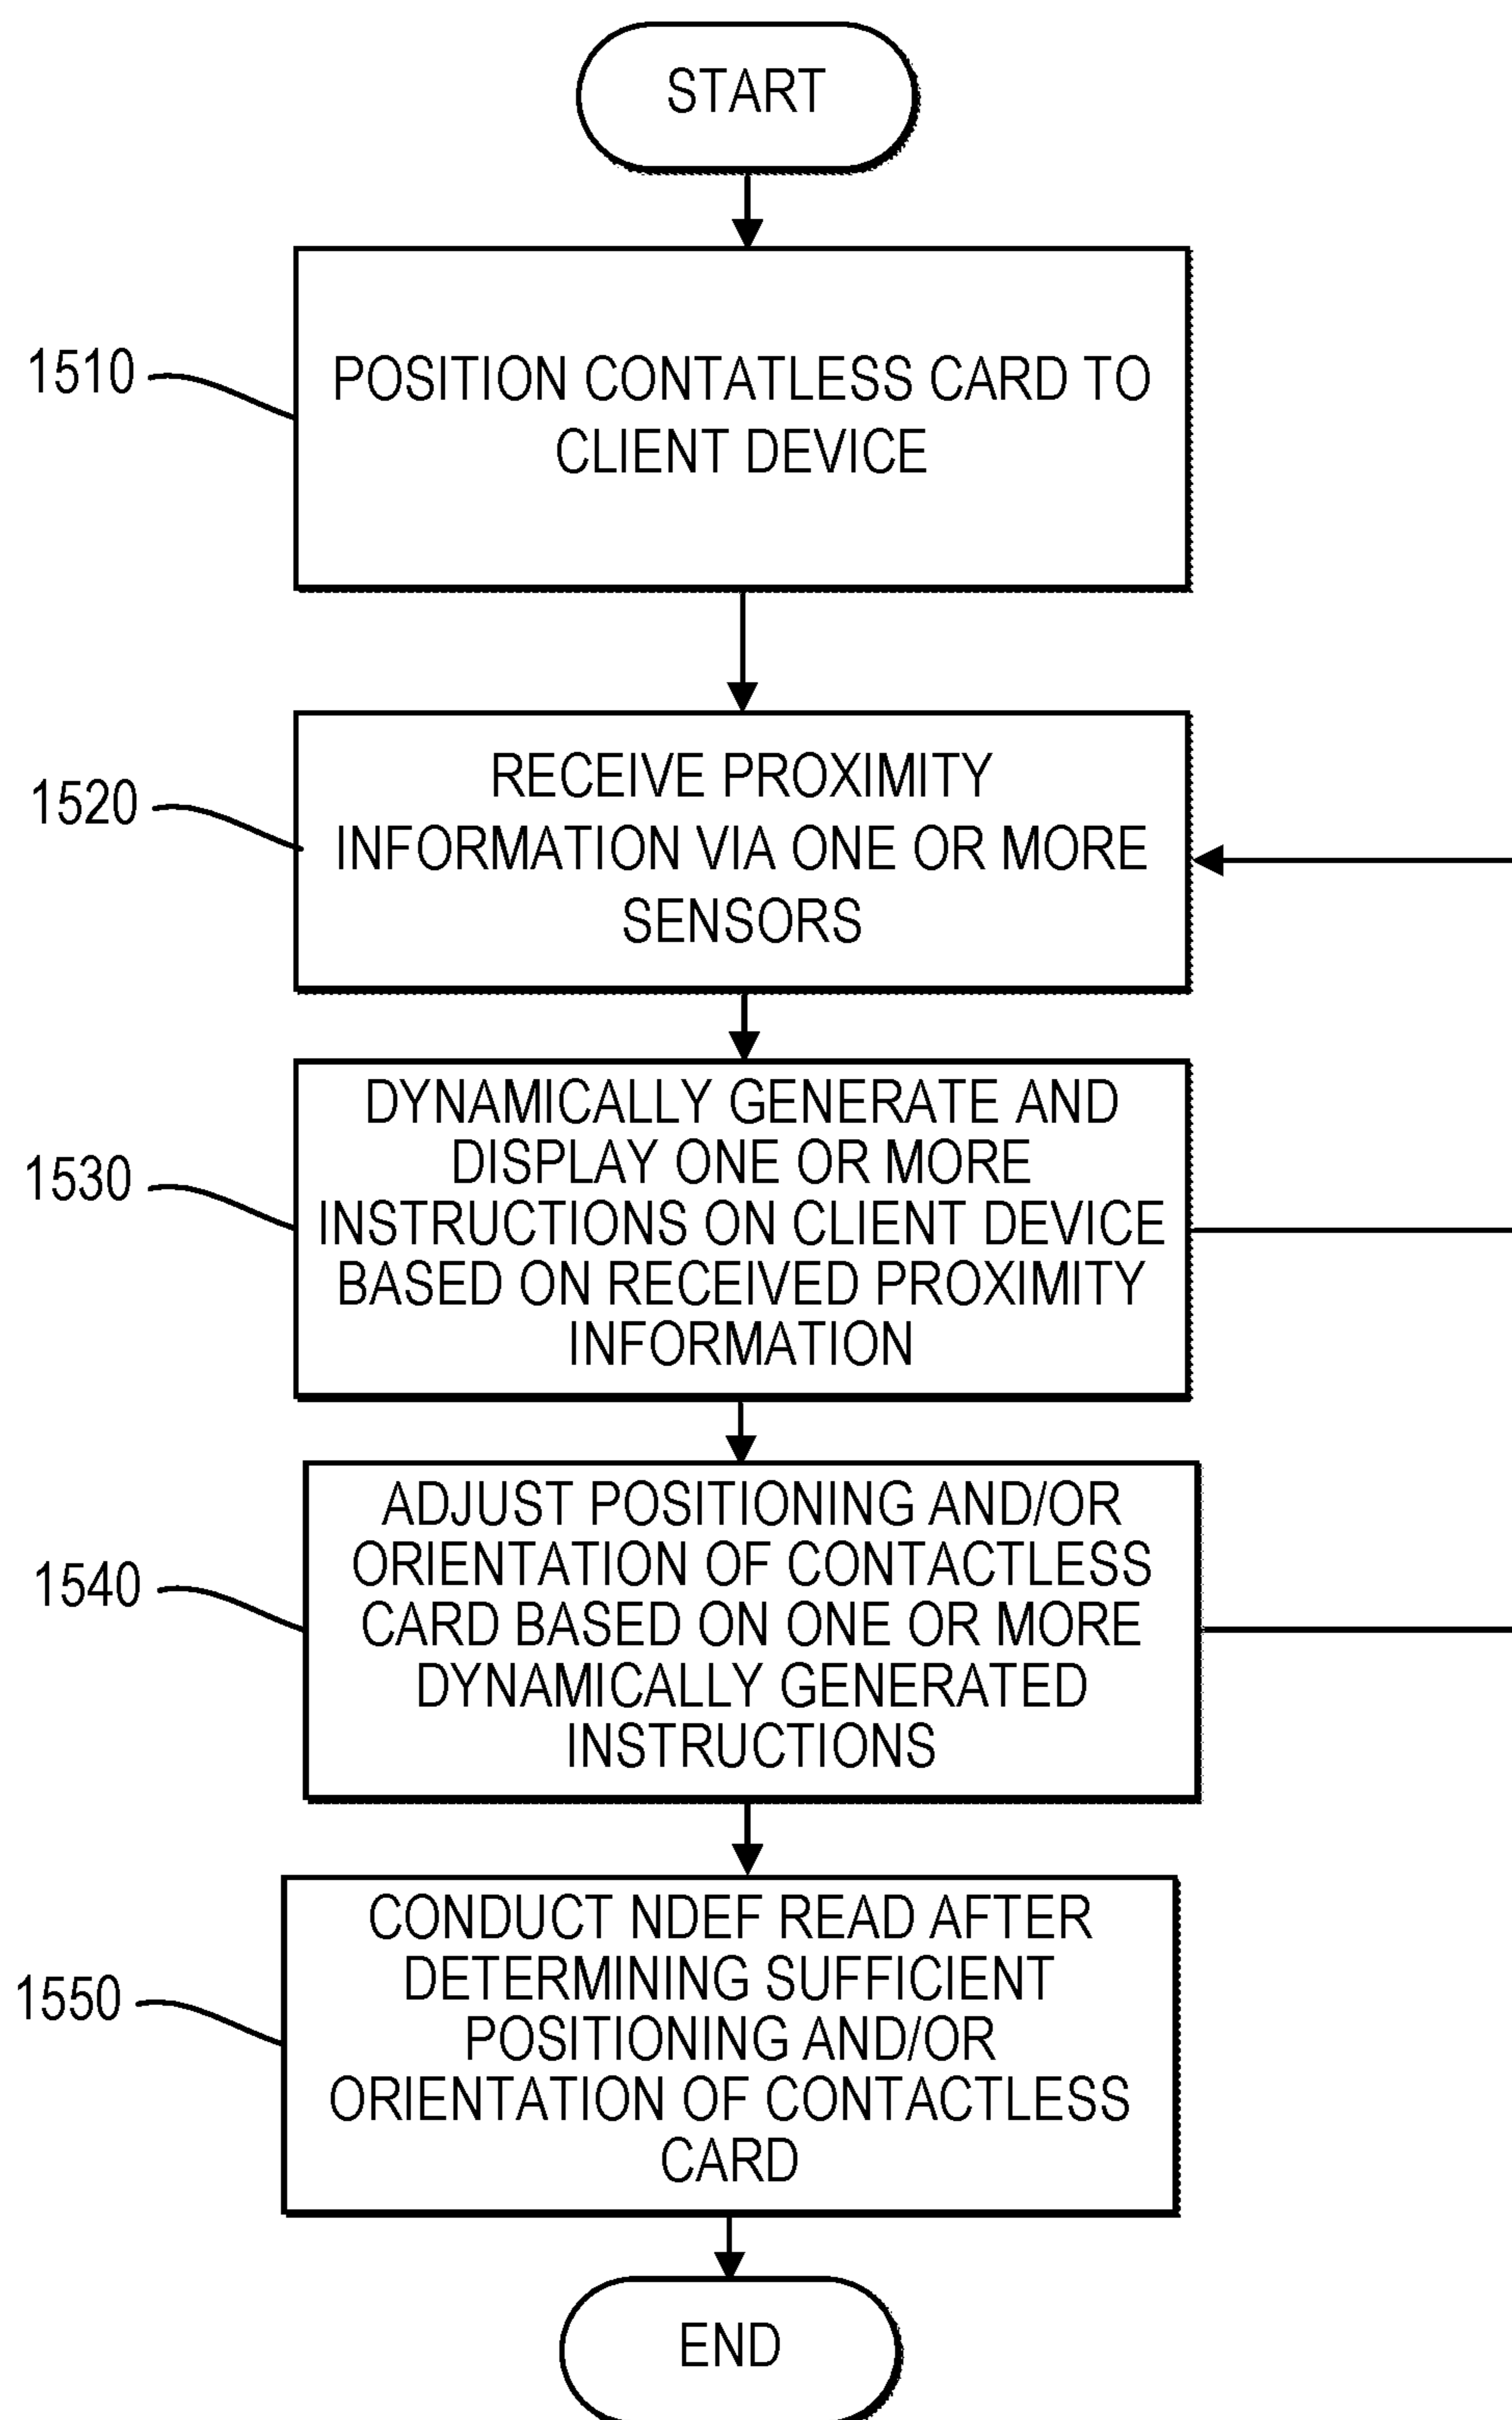 START
1510
POSITION CONTATLESS CARD TO
CLIENT DEVICE
1520
RECEIVE PROXIMITY
INFORMATION VIA ONE OR MORE
SENSORS
1530
DYNAMICALLY GENERATE AND
DISPLAY ONE OR MORE
INSTRUCTIONS ON CLIENT DEVICE
BASED ON RECEIVED PROXIMITY
INFORMATION
1540
ADJUST POSITIONING AND/OR
ORIENTATION OF CONTACTLESS
CARD BASED ON ONE OR MORE
DYNAMICALLY GENERATED
INSTRUCTIONS
1550
CONDUCT NDEF READ AFTER
DETERMINING SUFFICIENT
POSITIONING AND/OR
ORIENTATION OF CONTACTLESS
CARD
END